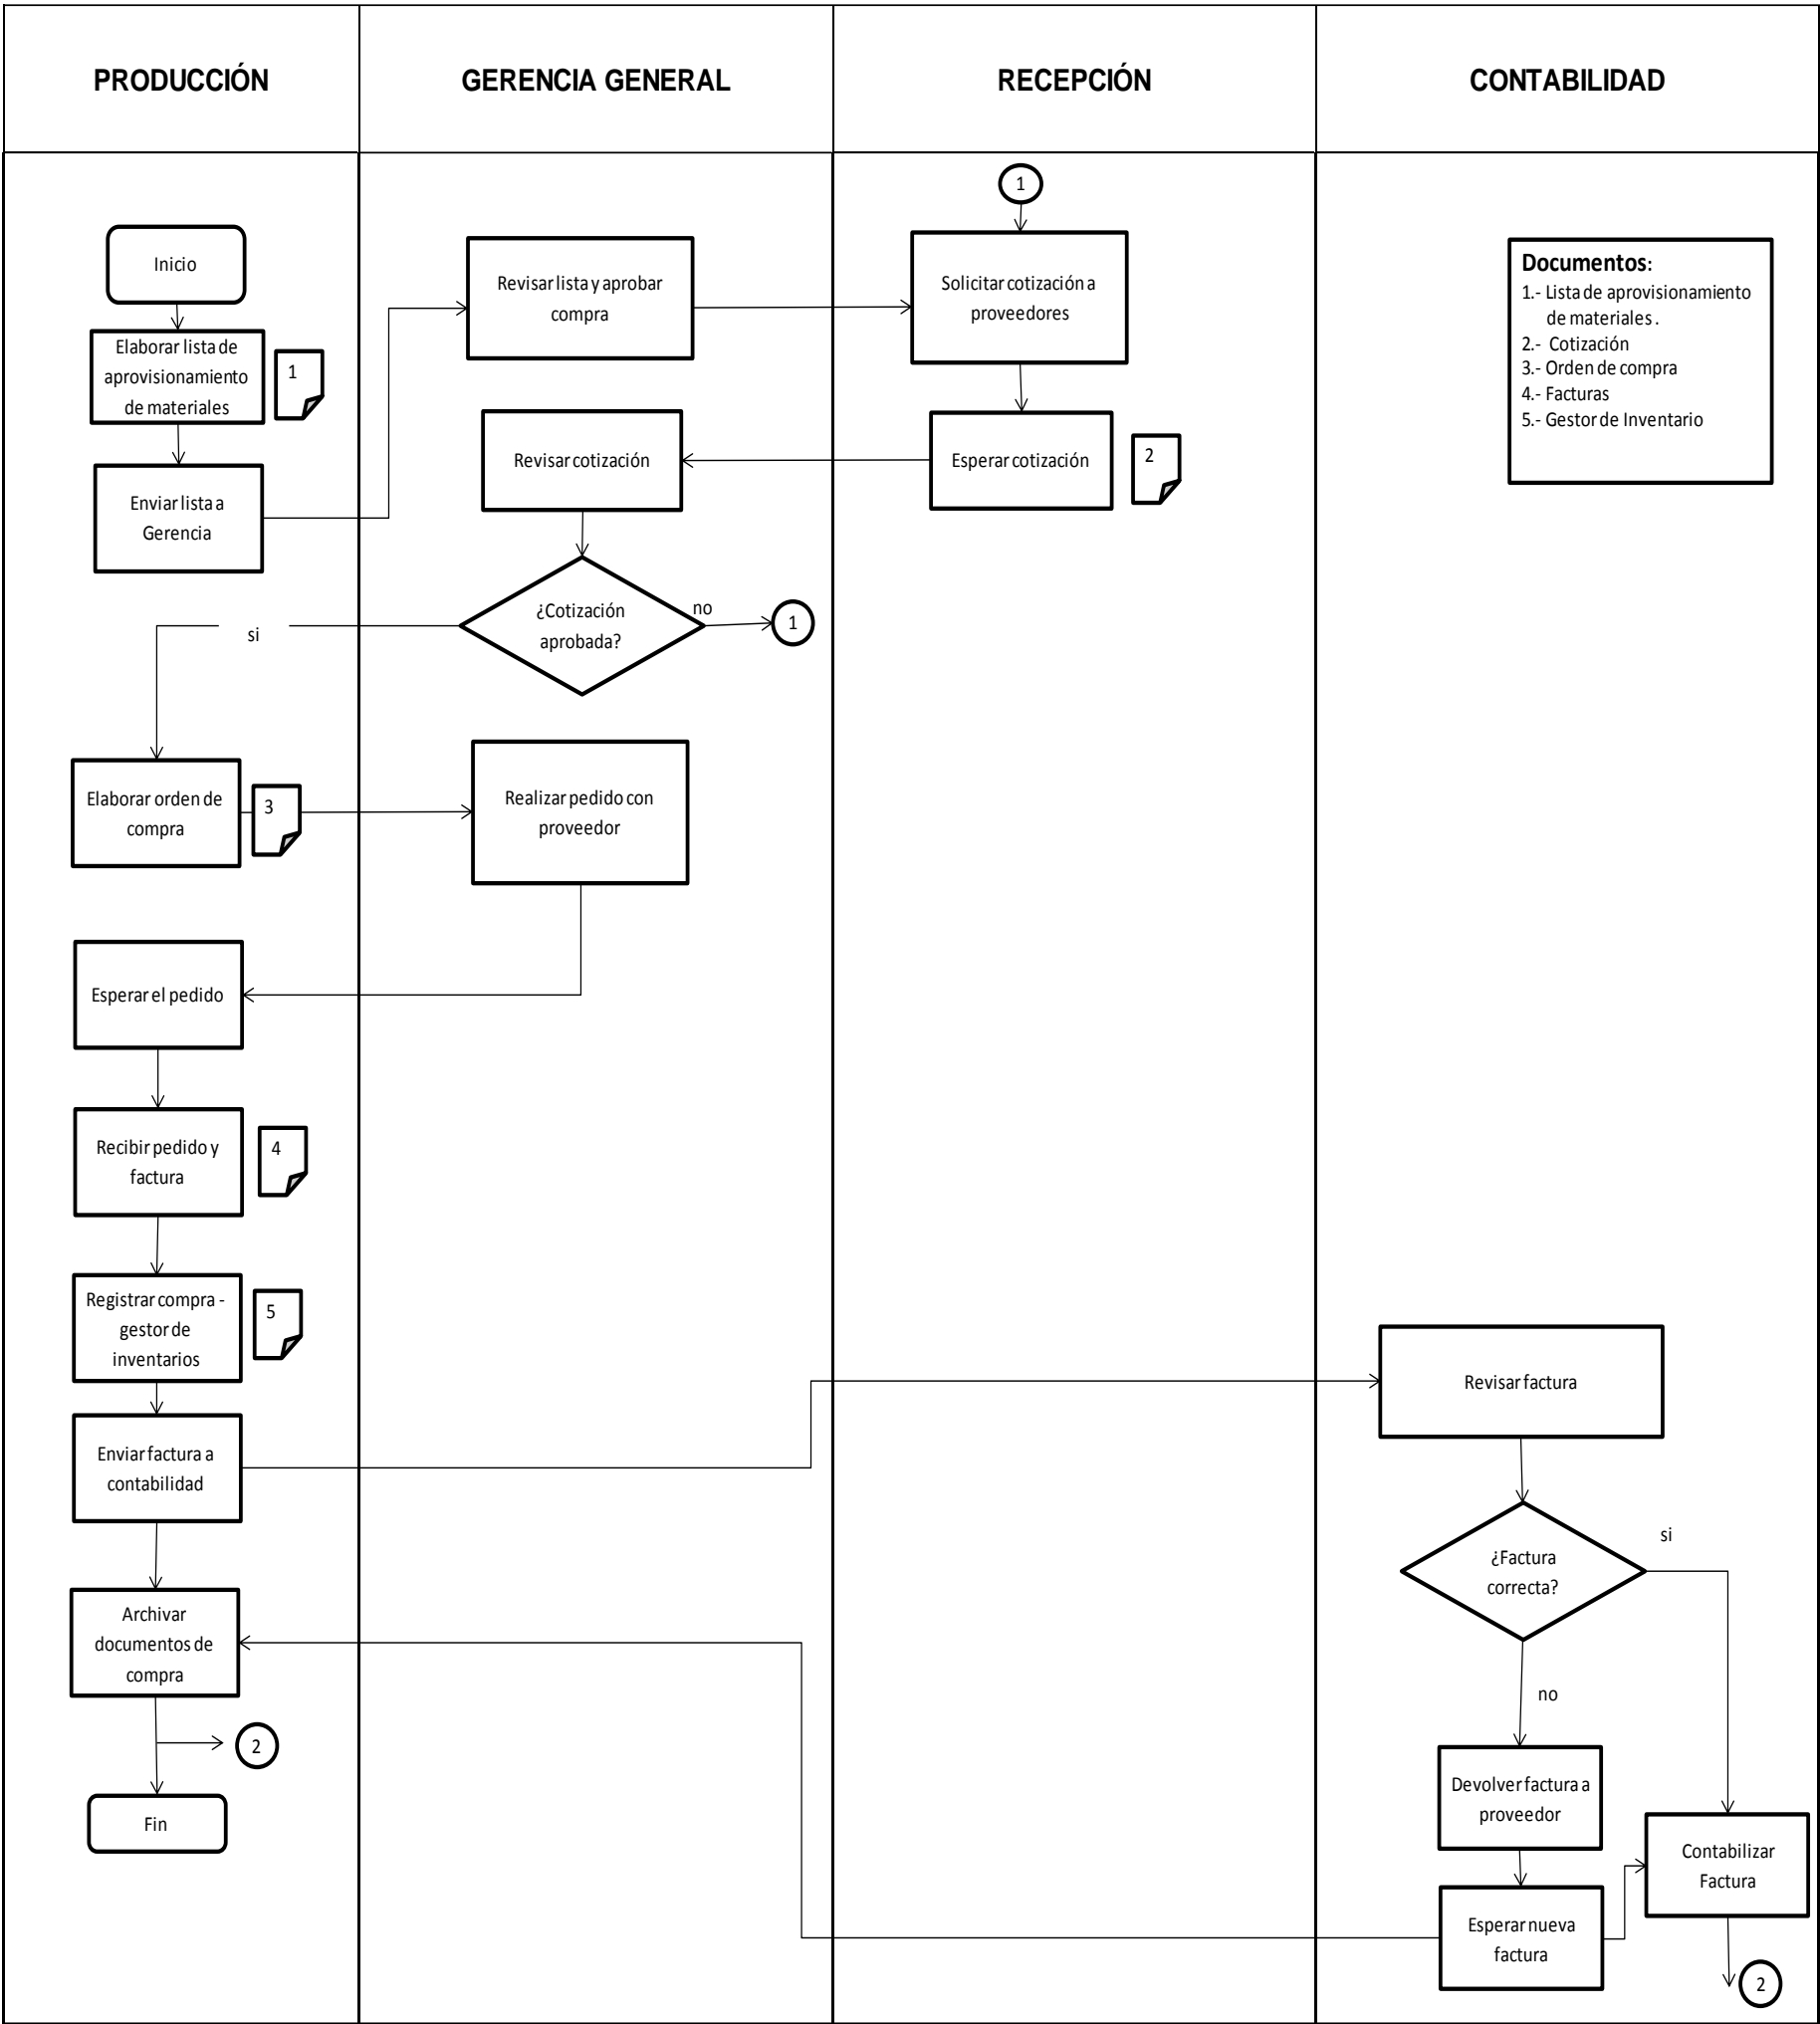 PRODUCCIÓN
GERENCIA GENERAL
RECEPCIÓN
CONTABILIDAD
1
Inicio
Revisar lista y aprobar
compra
Solicitar cotización a
proveedores
Documentos:
1.- Lista de aprovisionamiento
de materiales .
2.- Cotización
3.- Orden de compra
4.- Facturas
5.- Gestor de Inventario
Elaborar lista de
aprovisionamiento
de materiales
1
Revisar cotización
Esperar cotización
2
Enviar lista a
Gerencia
¿Cotización
aprobada?
no
1
si
Elaborar orden de
compra
3
Realizar pedido con
proveedor
Esperar el pedido
Recibir pedido y
factura
4
Registrar compra -
gestor de
inventarios
5
Revisar factura
Enviar factura a
contabilidad
¿Factura
correcta?
si
Archivar
documentos de
compra
no
2
Fin
Devolver factura a
proveedor
Contabilizar
Factura
Esperar nueva
factura
2